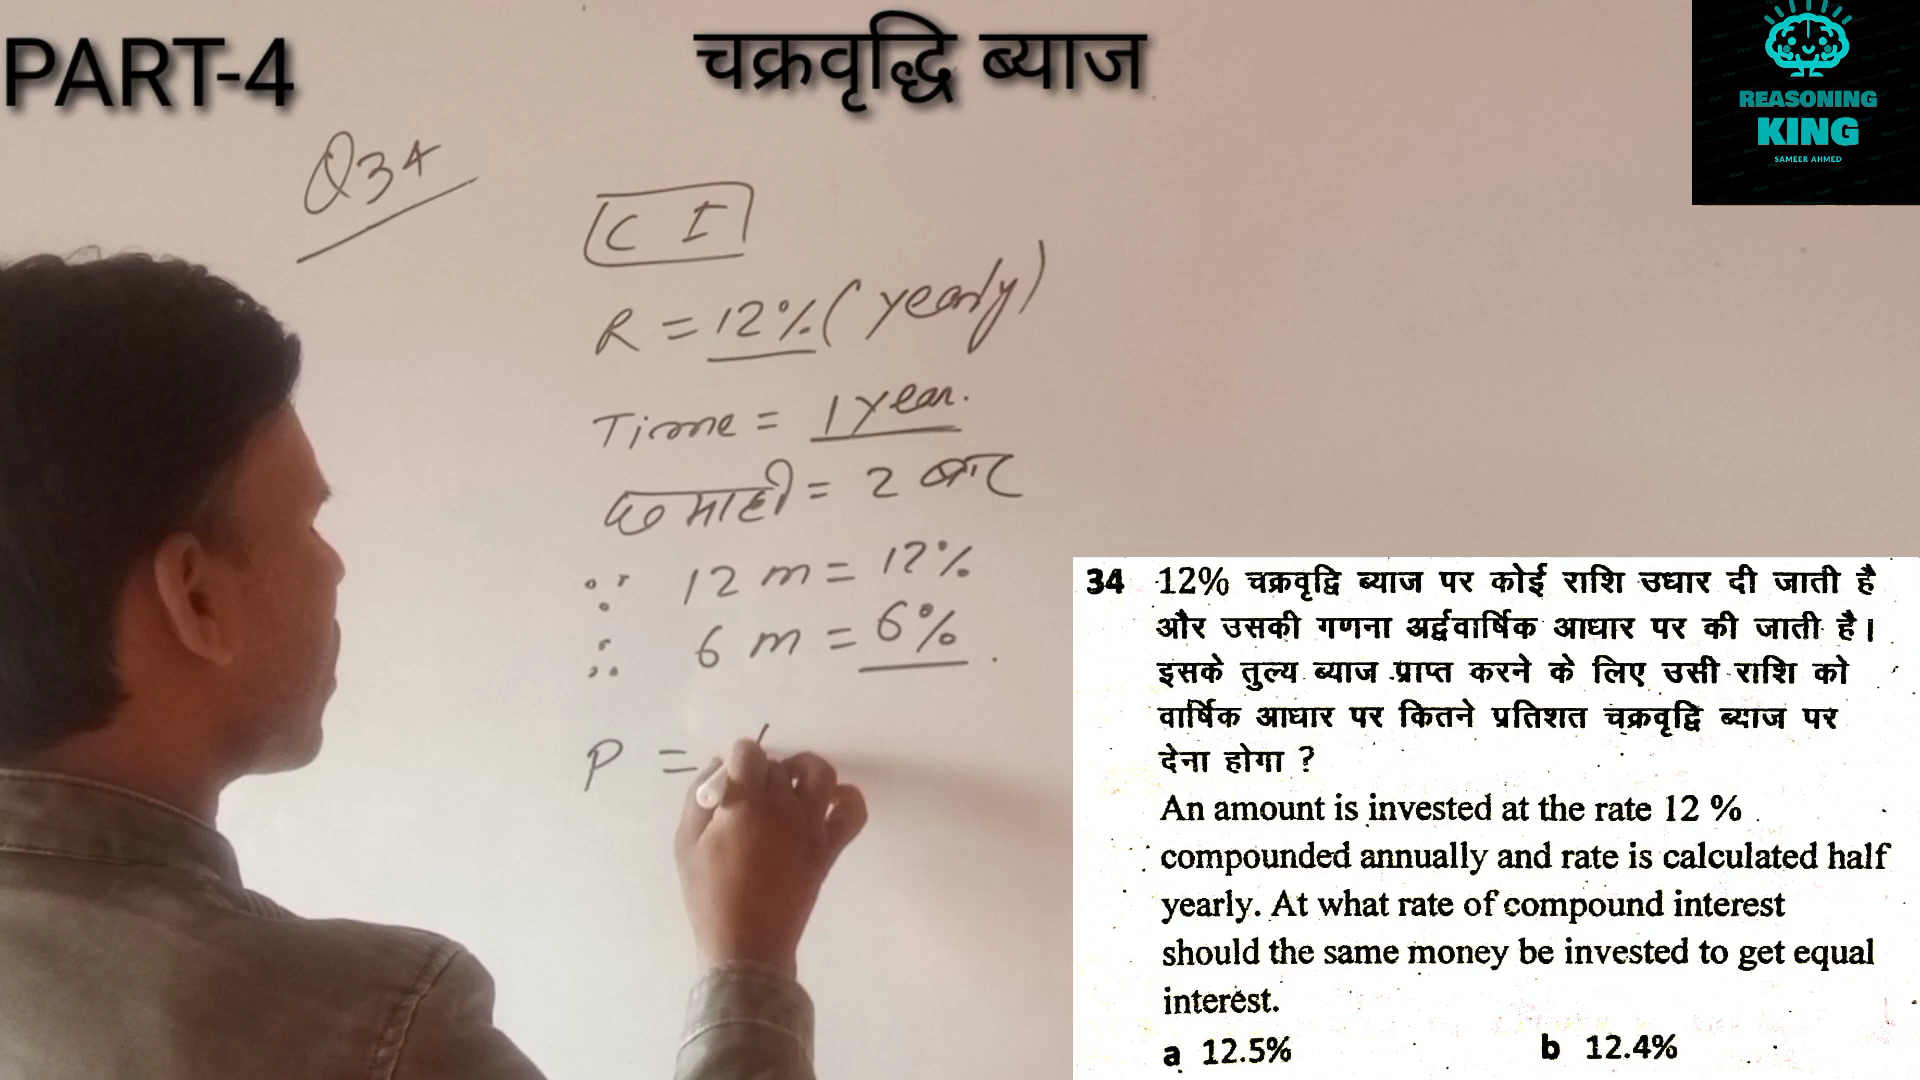 PART-4
चक्रवृद्धि ब्याज
REASONING
KING
SAMEER AHMED
Q34
CI
R = 12% (yearly)
Time = 1 year.
छमाही = 2 बार
∵ 12 m = 12%
∴ 6 m = 6%.
P =
34 12% चक्रवृद्वि ब्याज पर कोई राशि उधार दी जाती है
और उसकी गणना अर्द्ववार्षिक आधार पर की जाती है।
इसके तुल्य ब्याज प्राप्त करने के लिए उसी राशि को
वार्षिक आधार पर कितने प्रतिशत चक्रवृद्वि ब्याज पर
देना होगा ?
An amount is invested at the rate 12 %
compounded annually and rate is calculated half
yearly. At what rate of compound interest
should the same money be invested to get equal
interest.
a 12.5% b 12.4%